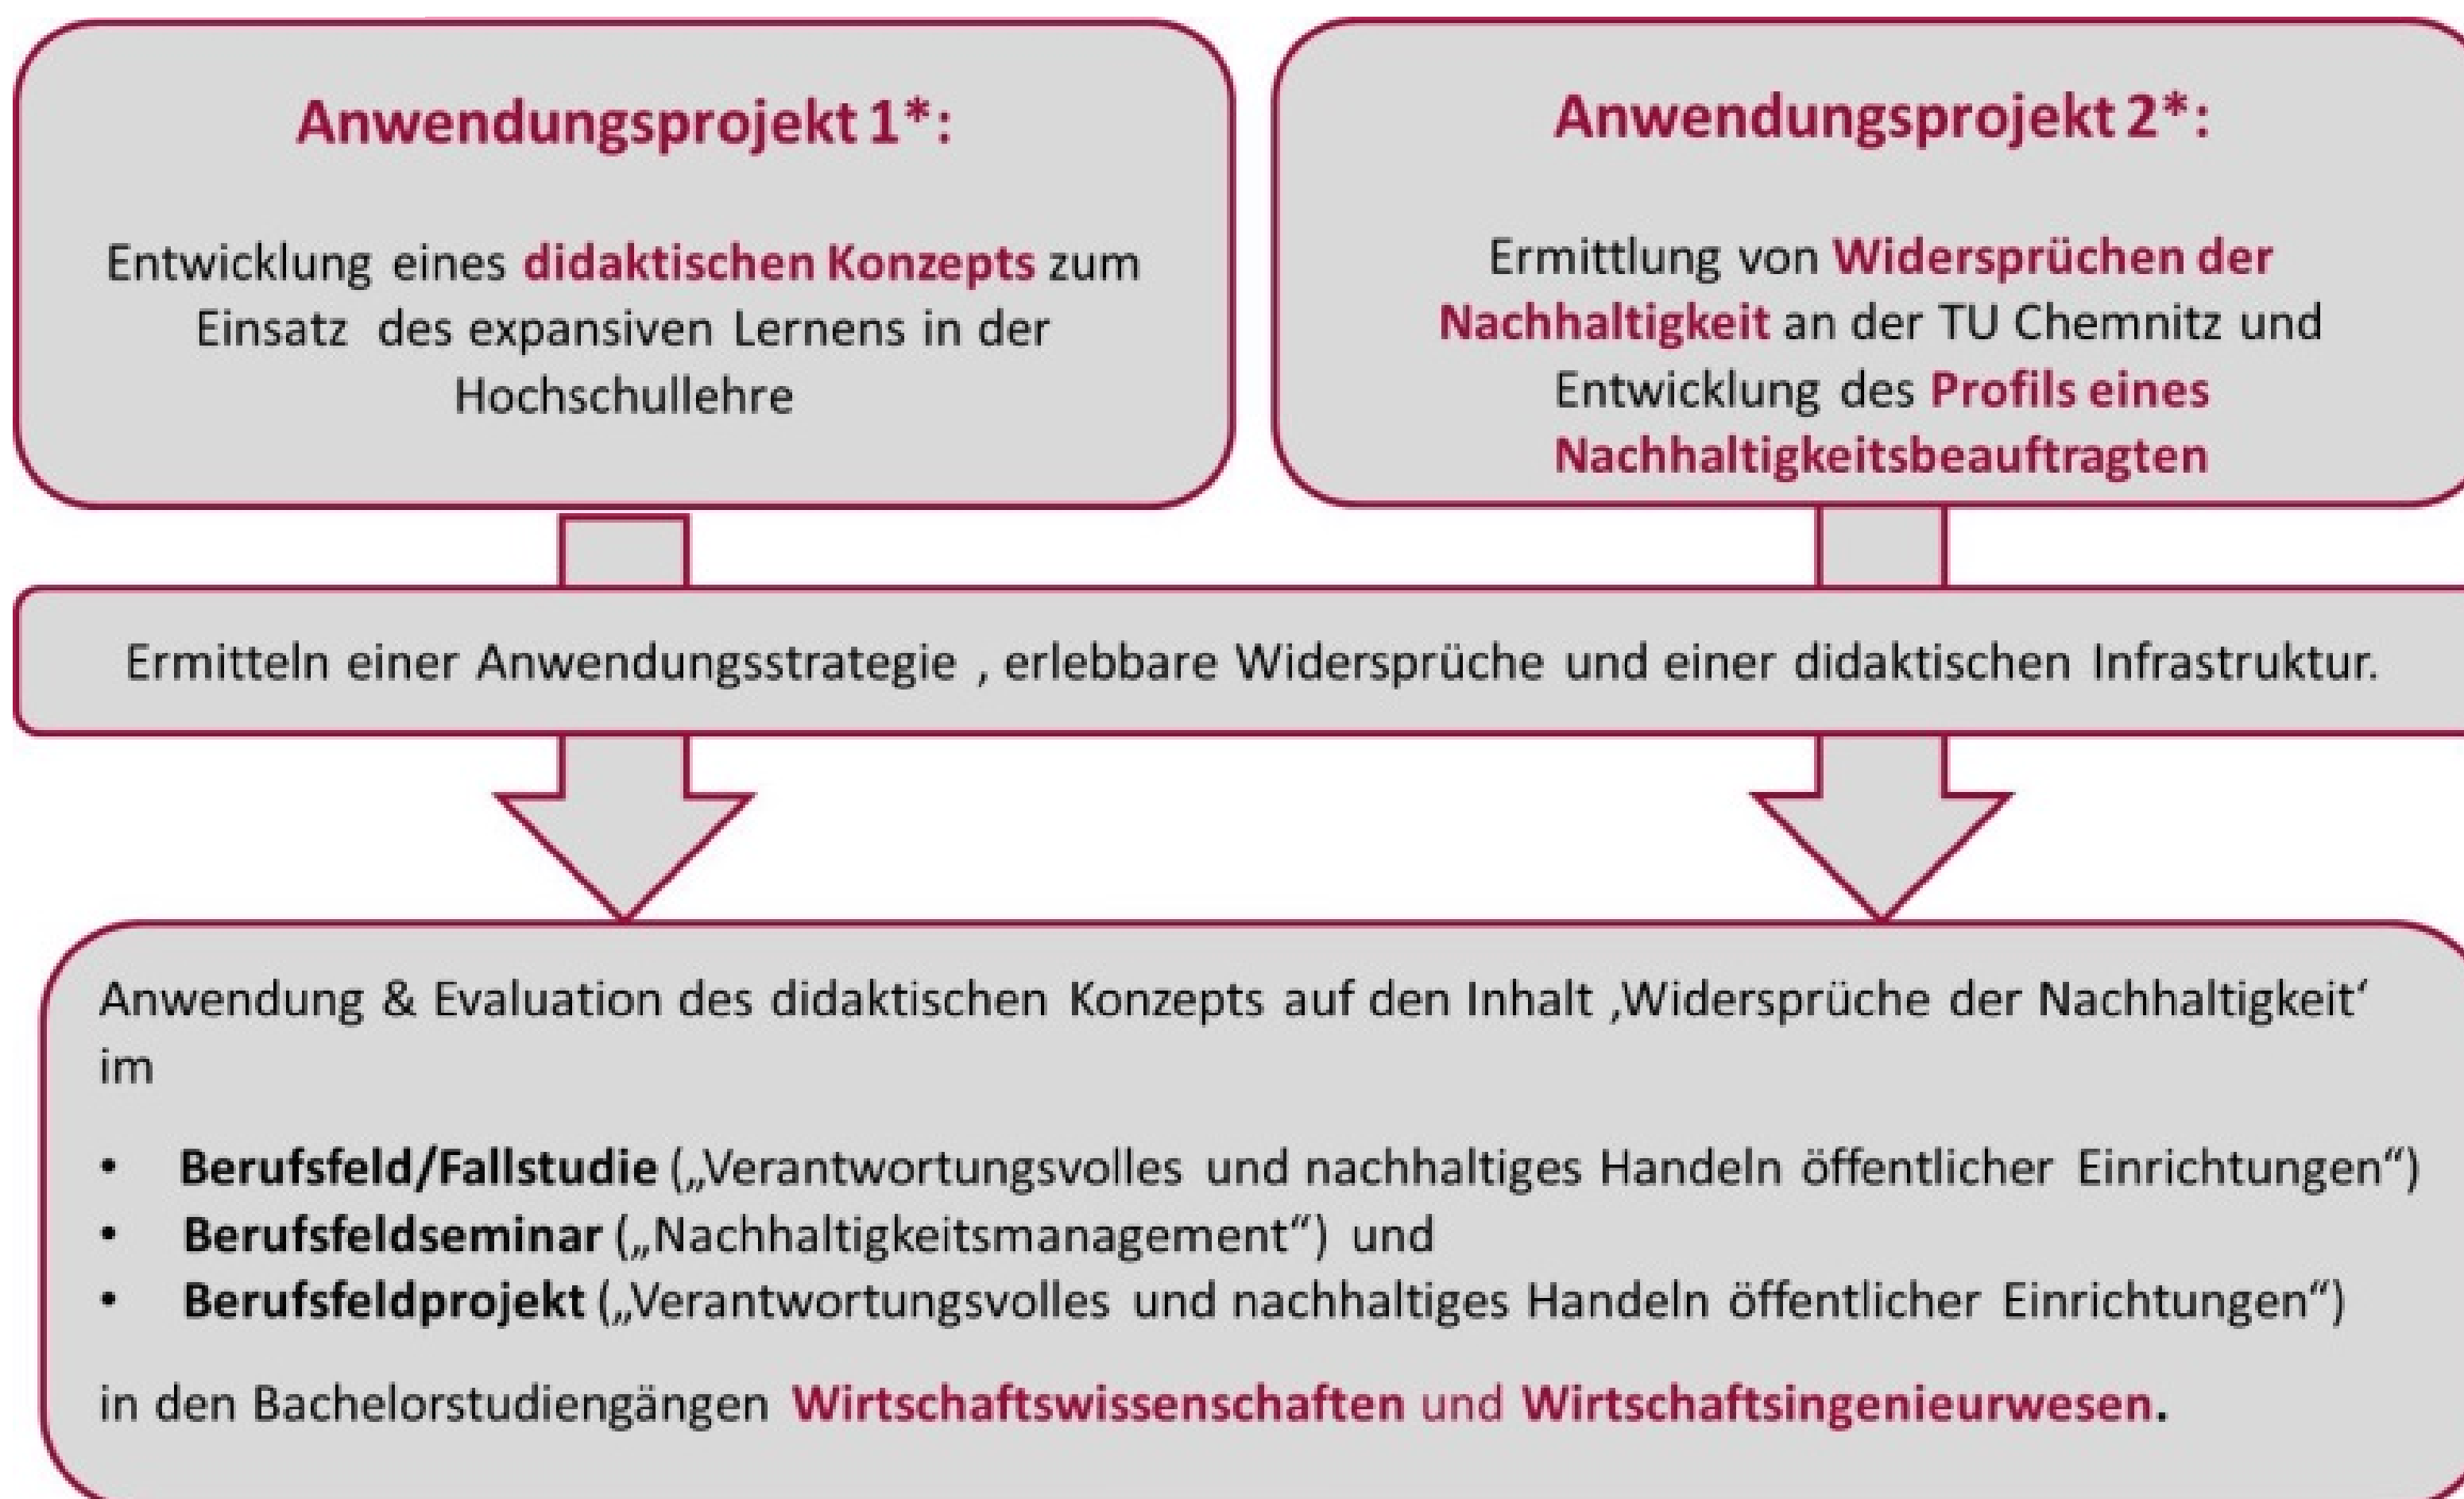 Anwendungsprojekt 1*:
Entwicklung eines didaktischen Konzepts zum
Einsatz des expansiven Lernens in der
Hochschullehre
Anwendungsprojekt 2*:
Ermittlung von Widersprüchen der
Nachhaltigkeit an der TU Chemnitz und
Entwicklung des Profils eines
Nachhaltigkeitsbeauftragten
Ermitteln einer Anwendungsstrategie , erlebbare Widersprüche und einer didaktischen Infrastruktur.
Anwendung & Evaluation des didaktischen Konzepts auf den Inhalt ‚Widersprüche der Nachhaltigkeit‘
im
• Berufsfeld/Fallstudie („Verantwortungsvolles und nachhaltiges Handeln öffentlicher Einrichtungen“)
• Berufsfeldseminar („Nachhaltigkeitsmanagement“) und
• Berufsfeldprojekt („Verantwortungsvolles und nachhaltiges Handeln öffentlicher Einrichtungen“)
in den Bachelorstudiengängen Wirtschaftswissenschaften und Wirtschaftsingenieurwesen.